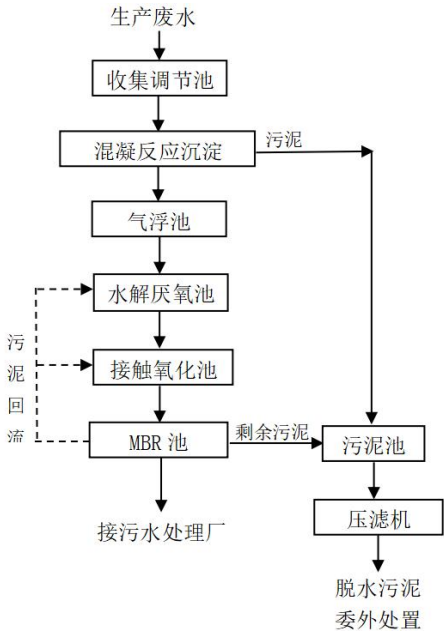 生产废水
收集调节池
混凝反应沉淀
污泥
气浮池
水解厌氧池
污
泥
回
流
接触氧化池
MBR 池
剩余污泥
污泥池
接污水处理厂
压滤机
脱水污泥
委外处置